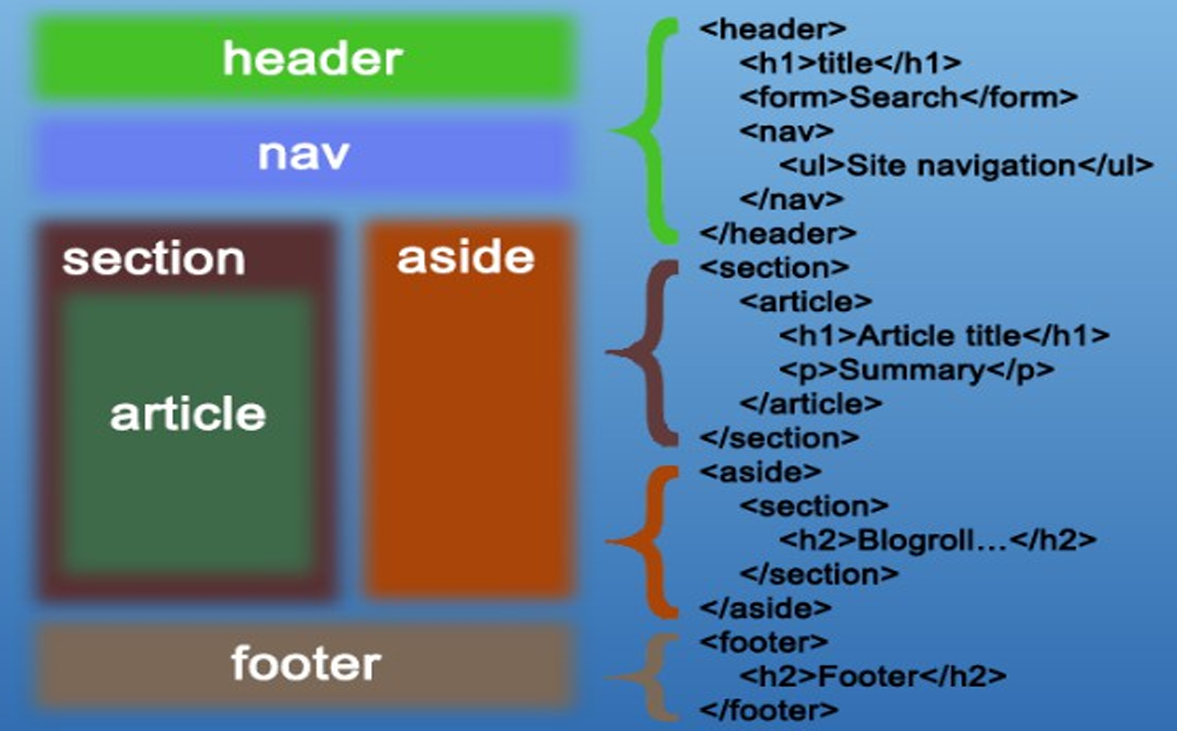 header
nav
section
aside
article
footer
<header>
<h1>title</h1>
<form>Search</form>
<nav>
<ul>Site navigation</ul>
</nav>
</header>
<section>
<article>
<h1>Article title</h1>
<p>Summary</p>
</article>
</section>
<aside>
<section>
<h2>Blogroll...</h2>
</section>
</aside>
<footer>
<h2>Footer</h2>
</footer>